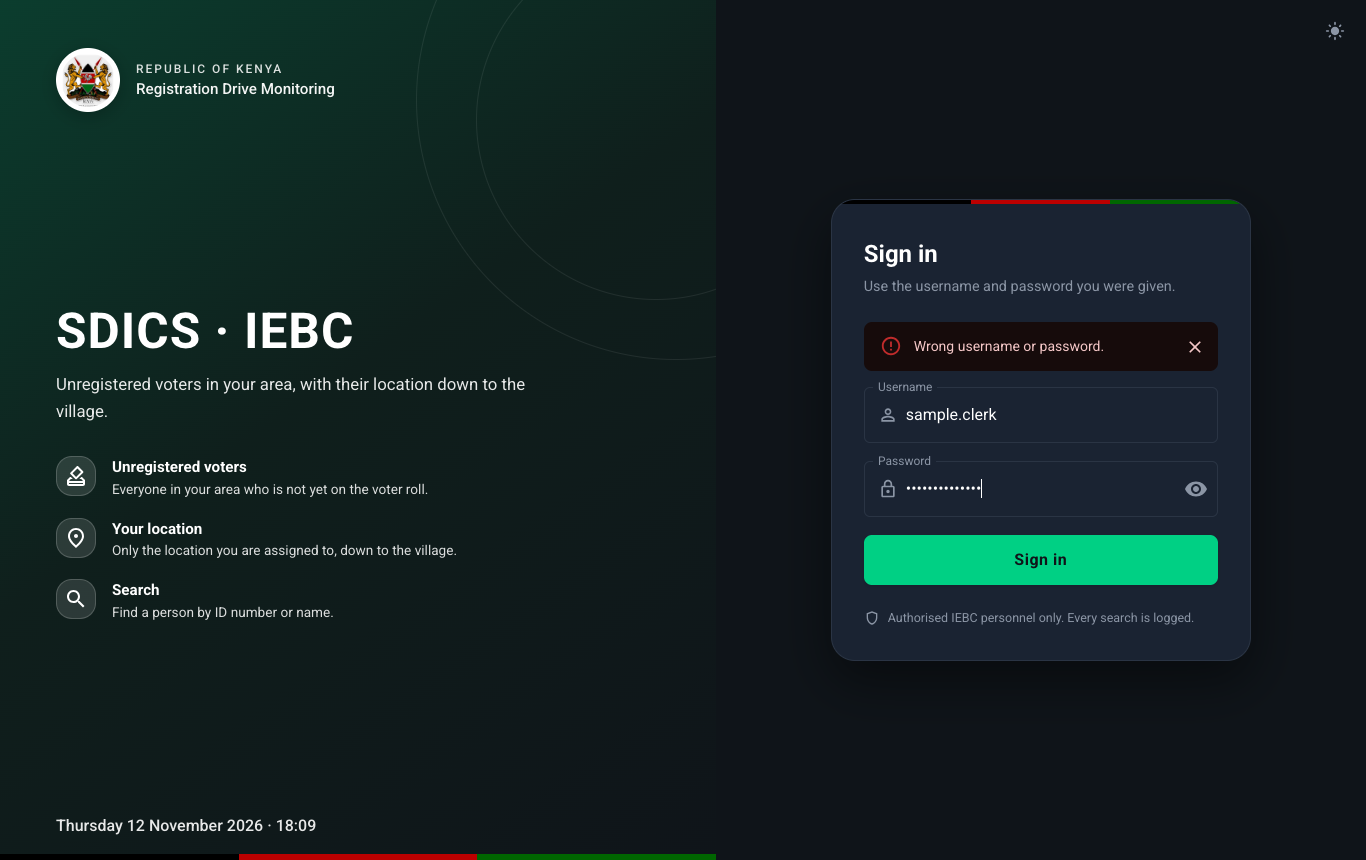 REPUBLIC OF KENYA
Registration Drive Monitoring
SDICS · IEBC
Unregistered voters in your area, with their location down to the
village.
Unregistered voters
Everyone in your area who is not yet on the voter roll.
Your location
Only the location you are assigned to, down to the village.
Search
Find a person by ID number or name.
Thursday 12 November 2026 · 18:09
Sign in
Use the username and password you were given.
Wrong username or password.
Username
sample.clerk
Password
••••••••••••••
Sign in
Authorised IEBC personnel only. Every search is logged.